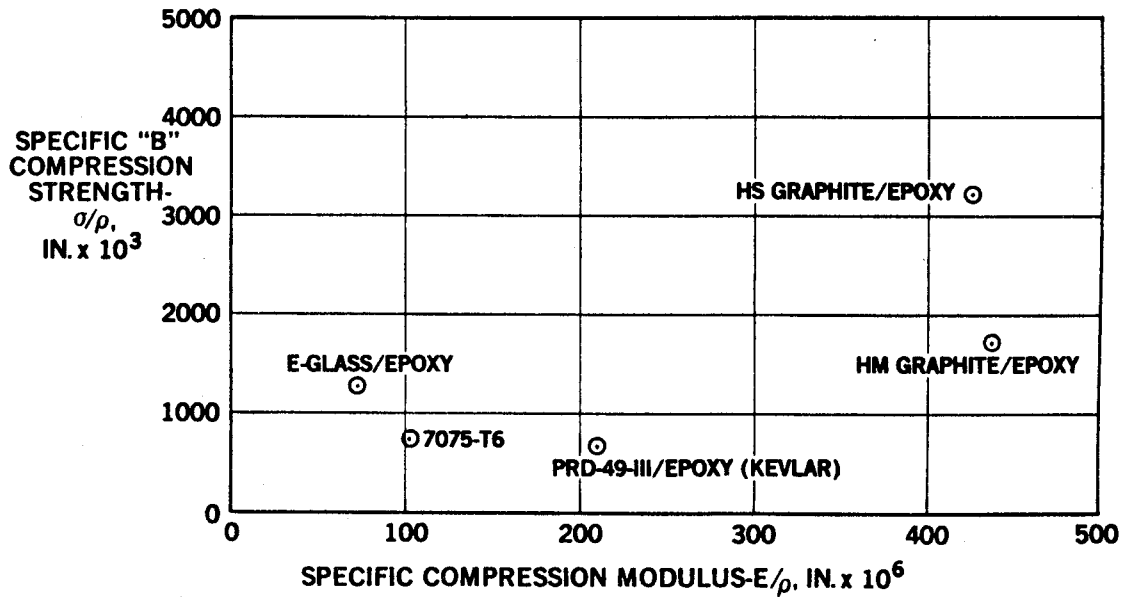 5000
4000
3000
2000
1000
0
SPECIFIC "B"
COMPRESSION
STRENGTH-
σ/ρ,
IN. x 10³
HS GRAPHITE/EPOXY
HM GRAPHITE/EPOXY
E-GLASS/EPOXY
7075-T6
PRD-49-III/EPOXY (KEVLAR)
0 100 200 300 400 500
SPECIFIC COMPRESSION MODULUS-E/ρ, IN. x 10⁶